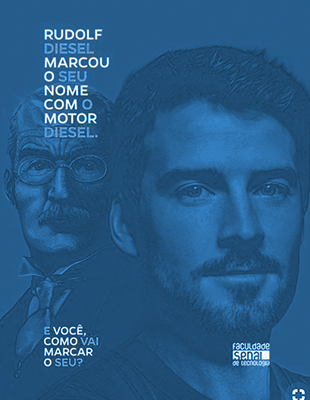 RUDOLF
DIESEL
MARCOU
O SEU
NOME
COM O
MOTOR
DIESEL.
E VOCÊ,
COMO VAI
MARCAR
O SEU?
faculdade
SENAI
de tecnologia